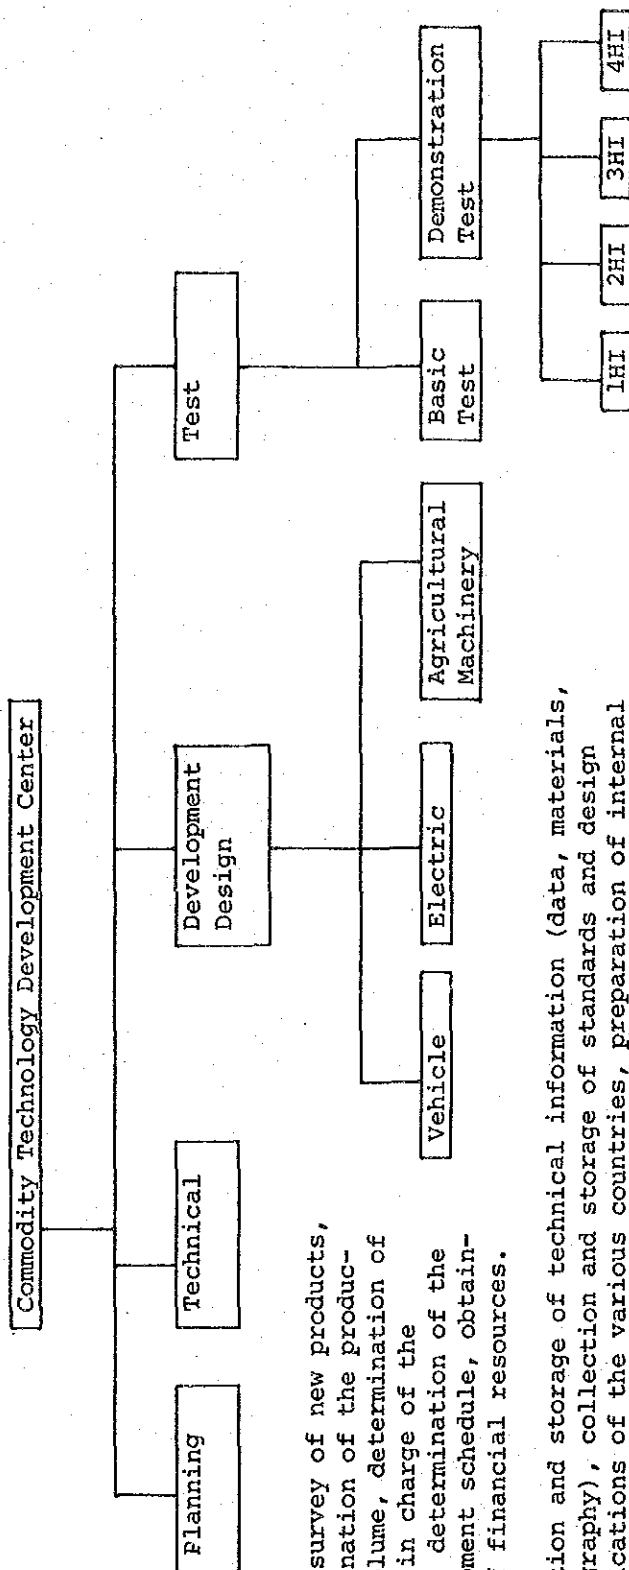 Commodity Technology Development Center
Planning
Technical
Development
Design
Test
Vehicle
Electric
Agricultural
Machinery
Basic
Test
Demonstration
Test
1HI
2HI
3HI
4HI
survey of new products,
nation of the produc-
lume, determination of
in charge of the
determination of the
ment schedule, obtain-
financial resources.
tion and storage of technical information (data, materials,
raphy), collection and storage of standards and design
cations of the various countries, preparation of internal